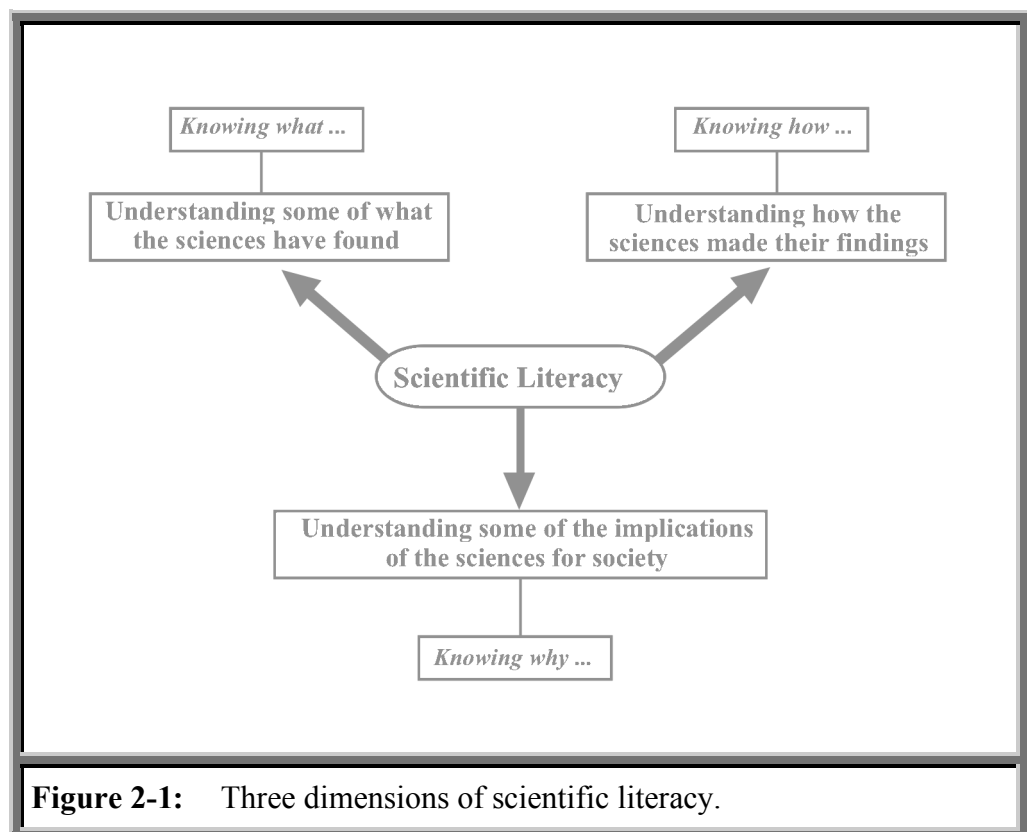 Knowing what ...
Knowing how ...
Understanding some of what
the sciences have found
Understanding how the
sciences made their findings
Scientific Literacy
Understanding some of the implications
of the sciences for society
Knowing why ...
Figure 2-1: Three dimensions of scientific literacy.